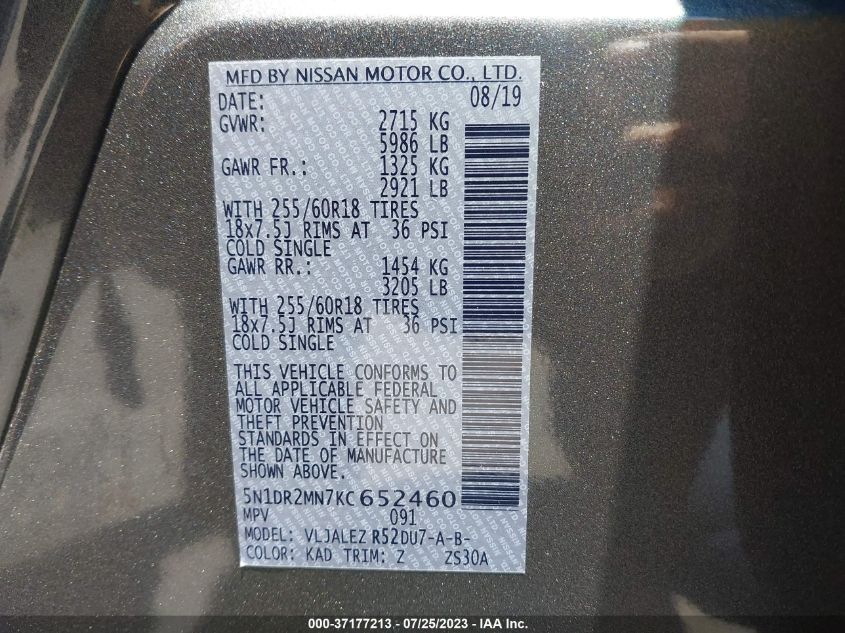 MFD BY NISSAN MOTOR CO., LTD.
DATE: 08/19
GVWR: 2715 KG
5986 LB
GAWR FR.: 1325 KG
2921 LB
WITH 255/60R18 TIRES
18x7.5J RIMS AT 36 PSI
COLD SINGLE
GAWR RR.: 1454 KG
3205 LB
WITH 255/60R18 TIRES
18x7.5J RIMS AT 36 PSI
COLD SINGLE
THIS VEHICLE CONFORMS TO
ALL APPLICABLE FEDERAL
MOTOR VEHICLE SAFETY AND
THEFT PREVENTION
STANDARDS IN EFFECT ON
THE DATE OF MANUFACTURE
SHOWN ABOVE.
5N1DR2MN7KC652460
MPV 091
MODEL: VLJALEZ R52DU7-A-B-
COLOR: KAD TRIM: Z ZS30A
000-37177213 - 07/25/2023 - IAA Inc.